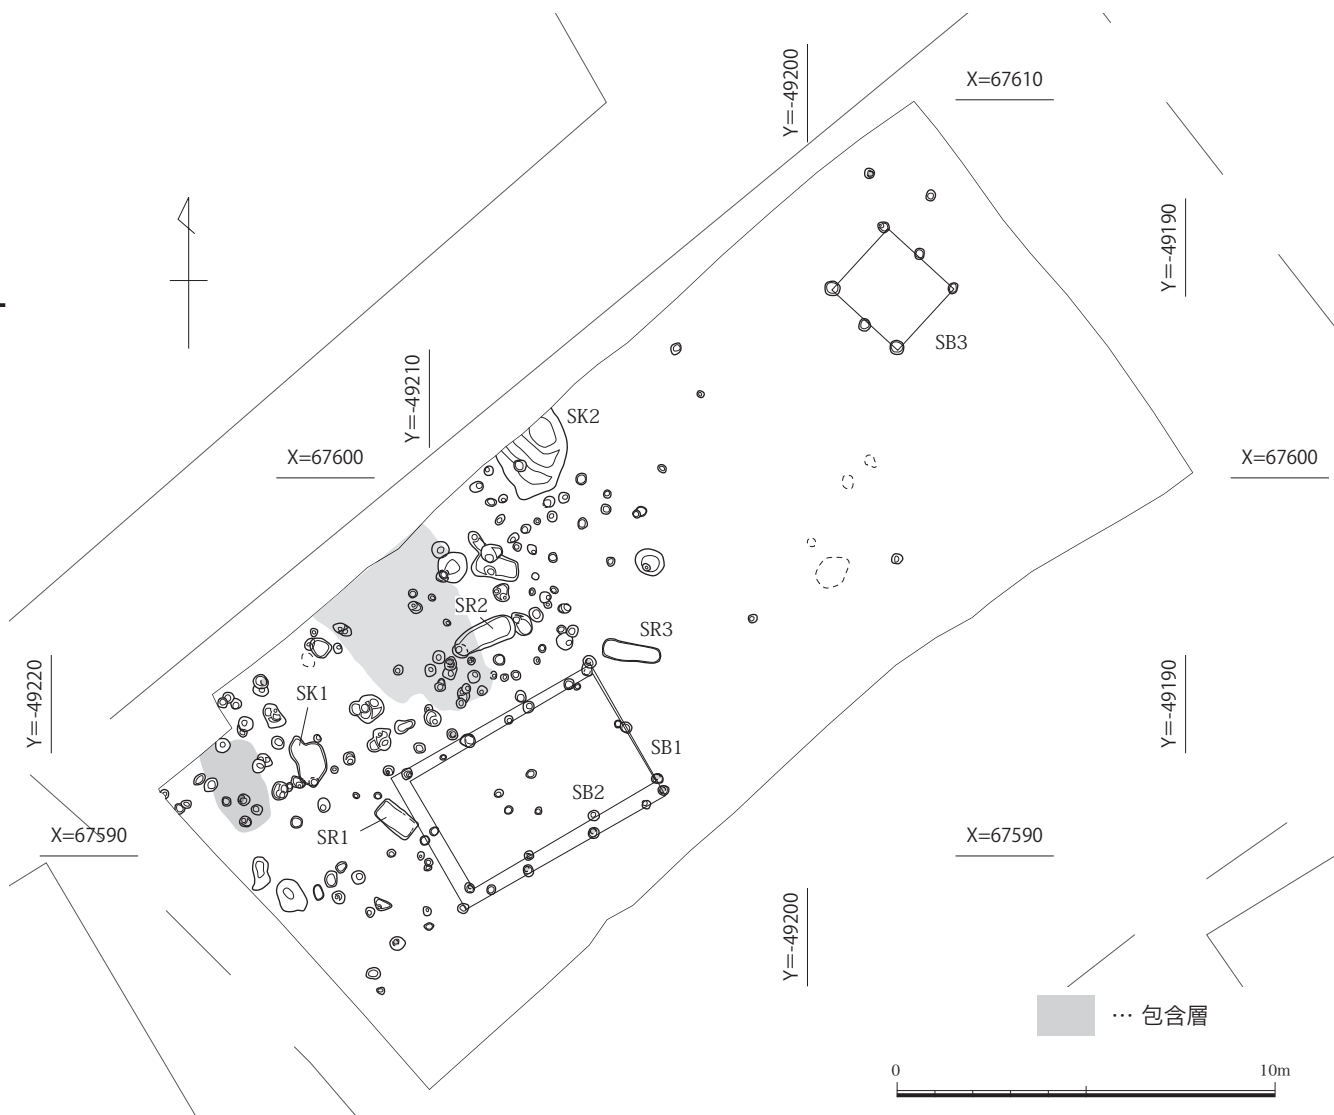 Y=-49200
X=67610
Y=-49190
SB3
Y=-49210
SK2
X=67600
X=67600
SR2
SR3
Y=-49220
SK1
Y=-49190
SB1
SB2
SR1
X=67590
X=67590
Y=-49200
… 包含層
0
10m